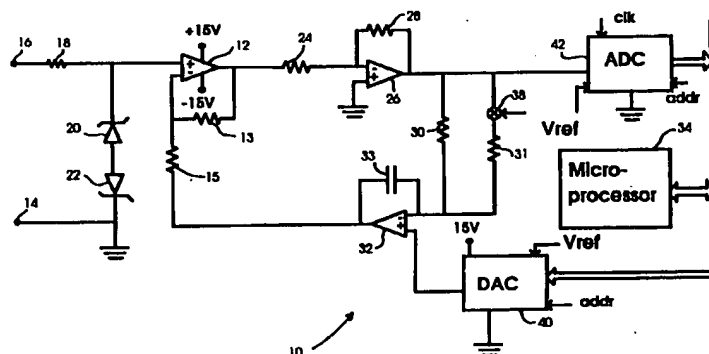 16
18
+15V
12
24
28
clk
42
ADC
-15V
26
38
addr
20
13
30
Vref
34
15
31
22
33
Micro-
processor
14
15V
Vref
32
DAC
addr
10
40